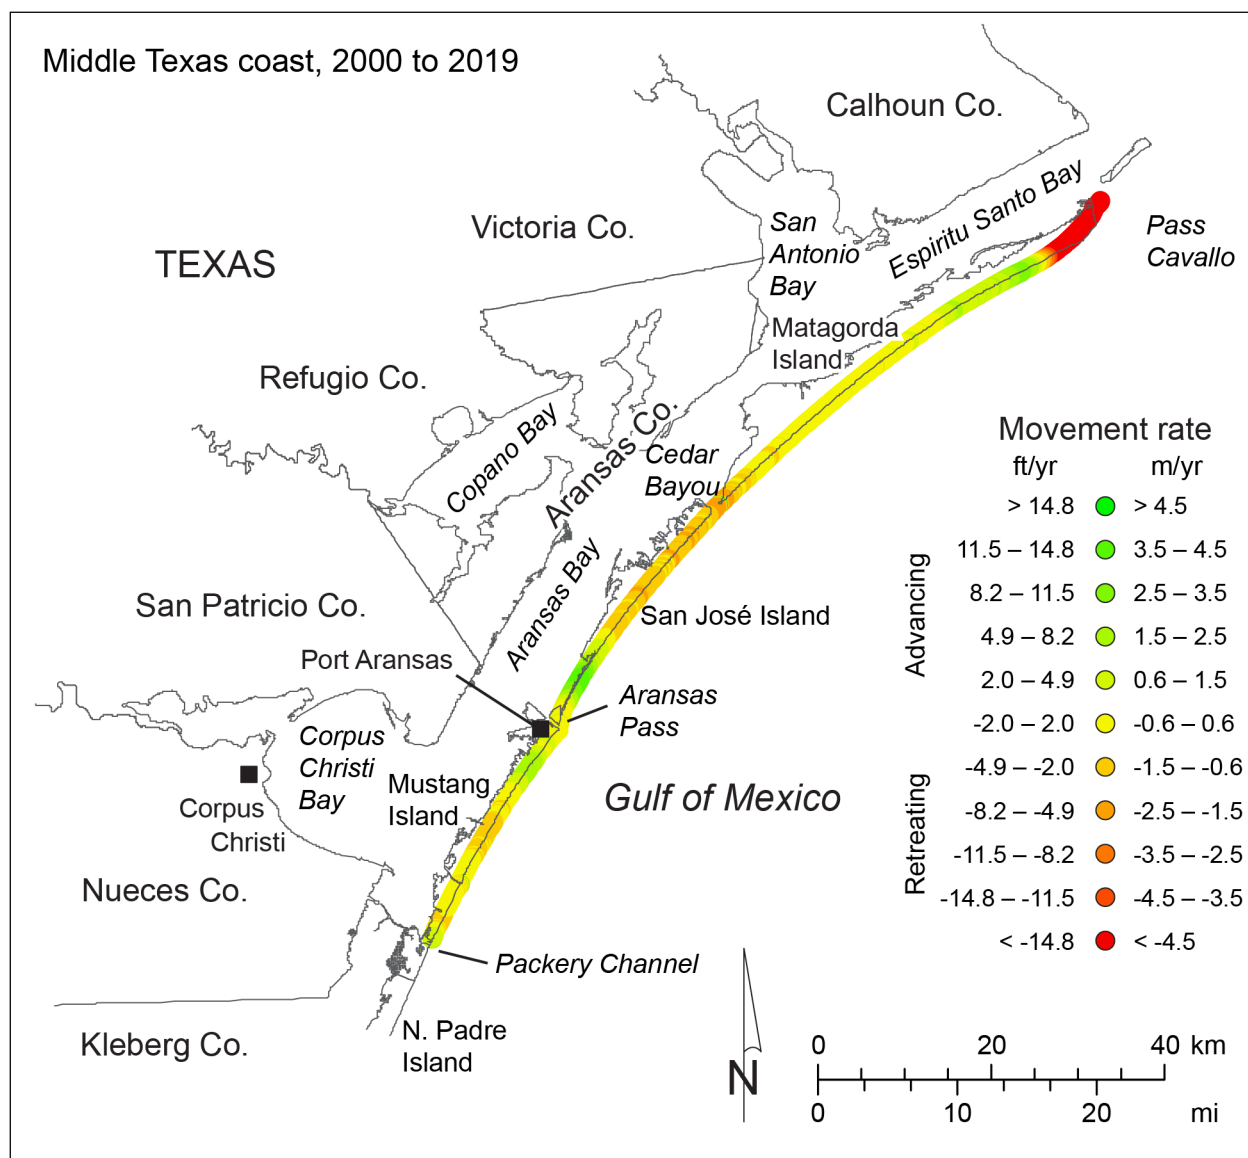 Middle Texas coast, 2000 to 2019
Calhoun Co.
Victoria Co.
San
Antonio
Bay
Espiritu Santo Bay
Pass
Cavallo
TEXAS
Matagorda
Island
Refugio Co.
Copano Bay
Aransas Co.
Cedar
Bayou
San Patricio Co.
Aransas Bay
San José Island
Port Aransas
Aransas
Pass
Corpus
Christi
Bay
Mustang
Island
Gulf of Mexico
Corpus
Christi
Nueces Co.
Packery Channel
N. Padre
Island
Kleberg Co.
Movement rate
ft/yr m/yr
Advancing
> 14.8 > 4.5
11.5 – 14.8 3.5 – 4.5
8.2 – 11.5 2.5 – 3.5
4.9 – 8.2 1.5 – 2.5
2.0 – 4.9 0.6 – 1.5
-2.0 – 2.0 -0.6 – 0.6
Retreating
-4.9 – -2.0 -1.5 – -0.6
-8.2 – -4.9 -2.5 – -1.5
-11.5 – -8.2 -3.5 – -2.5
-14.8 – -11.5 -4.5 – -3.5
< -14.8 < -4.5
N
0 20 40 km
0 10 20 mi